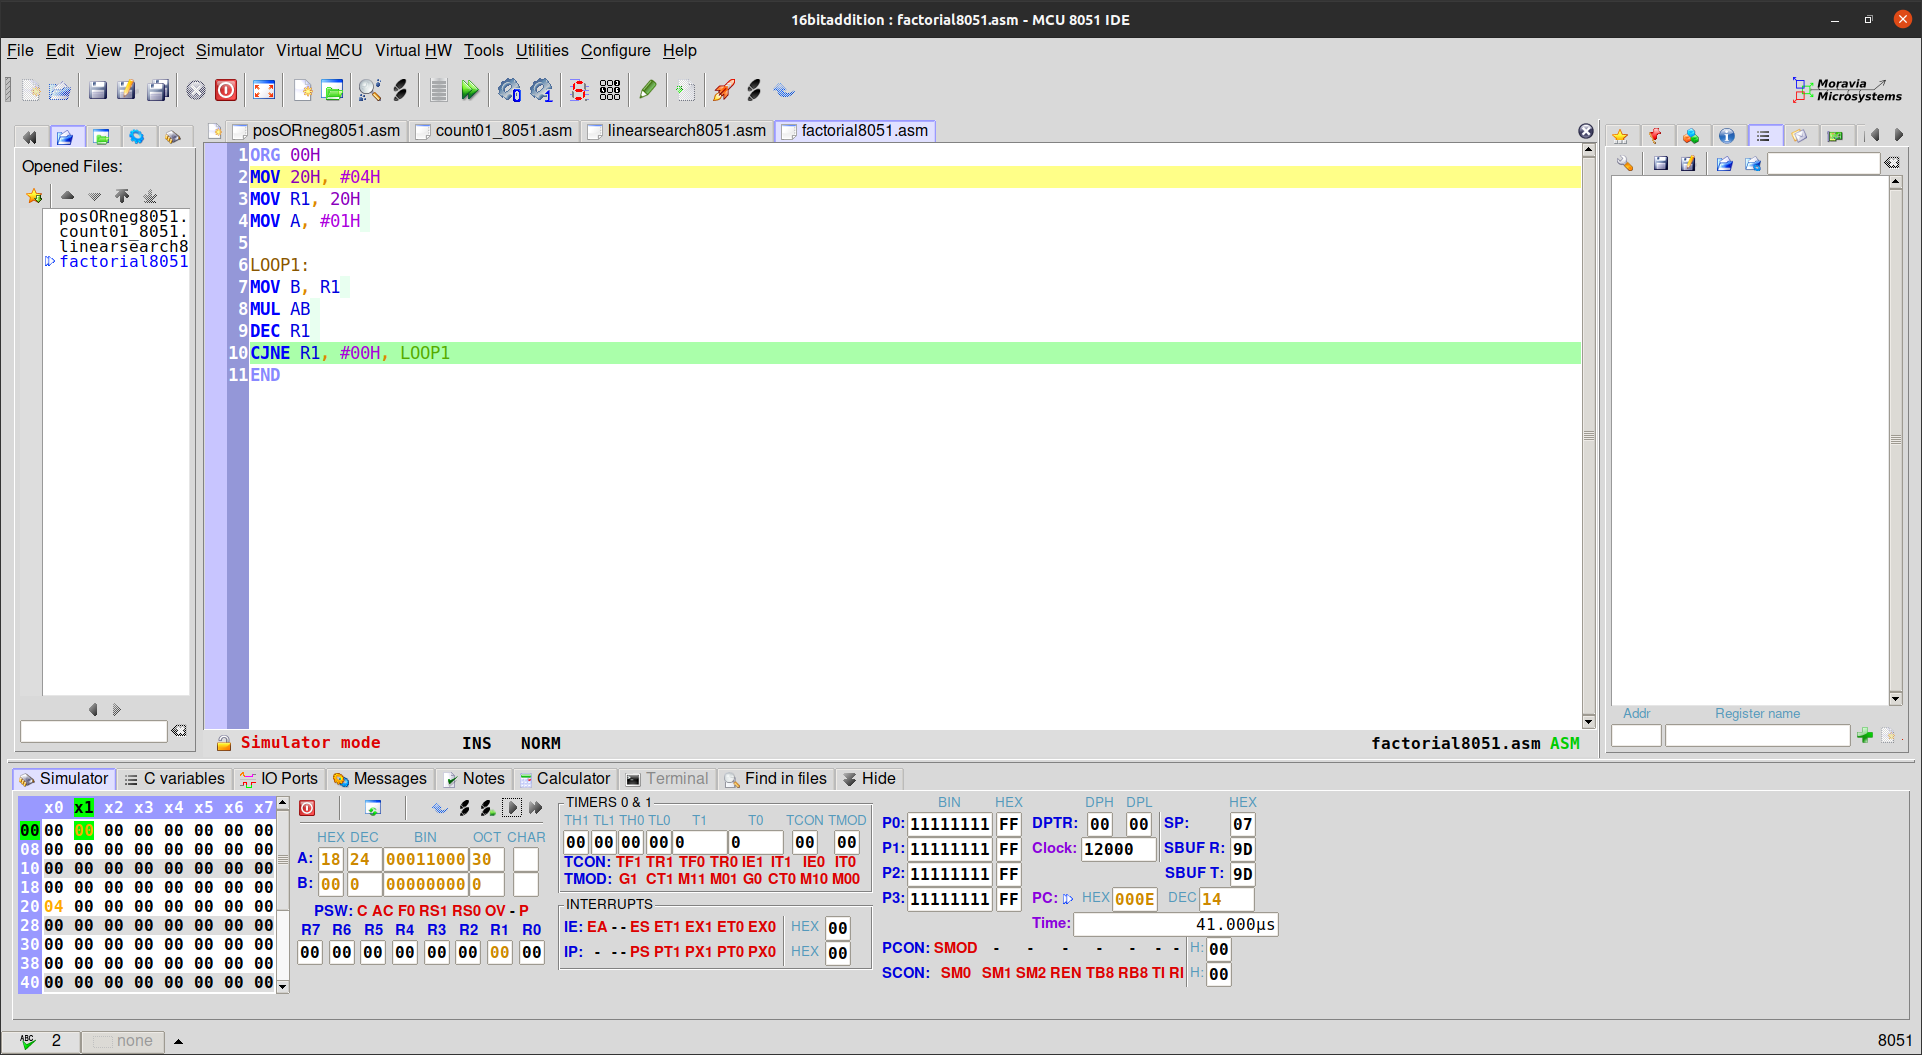 16bitaddition : factorial8051.asm - MCU 8051 IDE
File Edit View Project Simulator Virtual MCU Virtual HW Tools Utilities Configure Help
Moravia
Microsystems
posORneg8051.asm count01_8051.asm linearsearch8051.asm factorial8051.asm
Opened Files:
posORneg8051.
count01_8051.
linearsearch8
factorial8051
1 ORG 00H
2 MOV 20H, #04H
3 MOV R1, 20H
4 MOV A, #01H
5
6 LOOP1:
7 MOV B, R1
8 MUL AB
9 DEC R1
10 CJNE R1, #00H, LOOP1
11 END
Addr Register name
Simulator mode INS NORM factorial8051.asm ASM
Simulator C variables IO Ports Messages Notes Calculator Terminal Find in files Hide
x0 x1 x2 x3 x4 x5 x6 x7
00 00 00 00 00 00 00 00 00
08 00 00 00 00 00 00 00 00
10 00 00 00 00 00 00 00 00
18 00 00 00 00 00 00 00 00
20 04 00 00 00 00 00 00 00
28 00 00 00 00 00 00 00 00
30 00 00 00 00 00 00 00 00
38 00 00 00 00 00 00 00 00
40 00 00 00 00 00 00 00 00
HEX DEC BIN OCT CHAR
A: 18 24 00011000 30
B: 00 0 00000000 0
PSW: C AC F0 RS1 RS0 OV - P
R7 R6 R5 R4 R3 R2 R1 R0
00 00 00 00 00 00 00 00
TIMERS 0 & 1
TH1 TL1 TH0 TL0 T1 T0 TCON TMOD
00 00 00 00 0 0 00 00
TCON: TF1 TR1 TF0 TR0 IE1 IT1 IE0 IT0
TMOD: G1 CT1 M11 M01 G0 CT0 M10 M00
INTERRUPTS
IE: EA - - ES ET1 EX1 ET0 EX0 HEX 00
IP: - - - PS PT1 PX1 PT0 PX0 HEX 00
BIN HEX DPH DPL HEX
P0: 11111111 FF DPTR: 00 00 SP: 07
P1: 11111111 FF Clock: 12000 SBUF R: 9D
P2: 11111111 FF SBUF T: 9D
P3: 11111111 FF PC: HEX 000E DEC 14
Time: 41.000µs
PCON: SMOD - - - - - - - H: 00
SCON: SM0 SM1 SM2 REN TB8 RB8 TI RI H: 00
ABC 2 none 8051